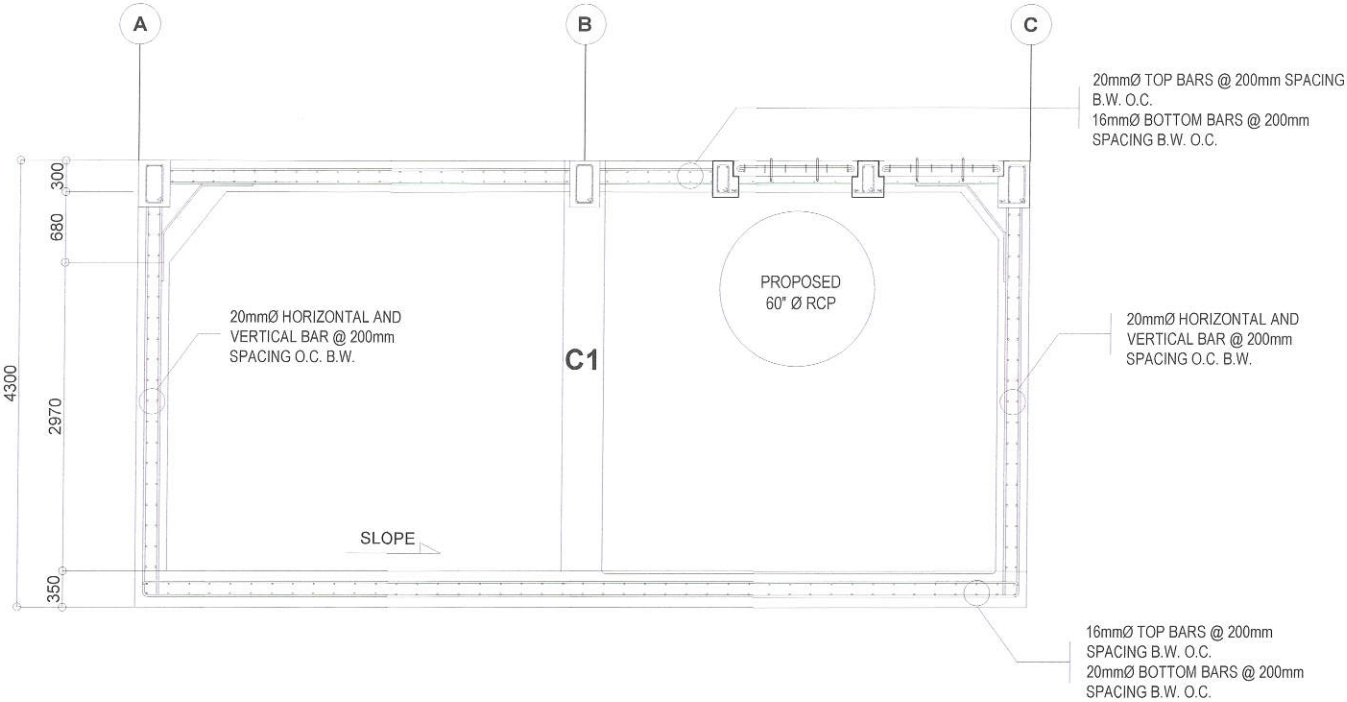 A
B
C
20mmØ TOP BARS @ 200mm SPACING
B.W. O.C.
16mmØ BOTTOM BARS @ 200mm
SPACING B.W. O.C.
300
680
2970
350
4300
20mmØ HORIZONTAL AND
VERTICAL BAR @ 200mm
SPACING O.C. B.W.
PROPOSED
60" Ø RCP
C1
20mmØ HORIZONTAL AND
VERTICAL BAR @ 200mm
SPACING O.C. B.W.
SLOPE
16mmØ TOP BARS @ 200mm
SPACING B.W. O.C.
20mmØ BOTTOM BARS @ 200mm
SPACING B.W. O.C.